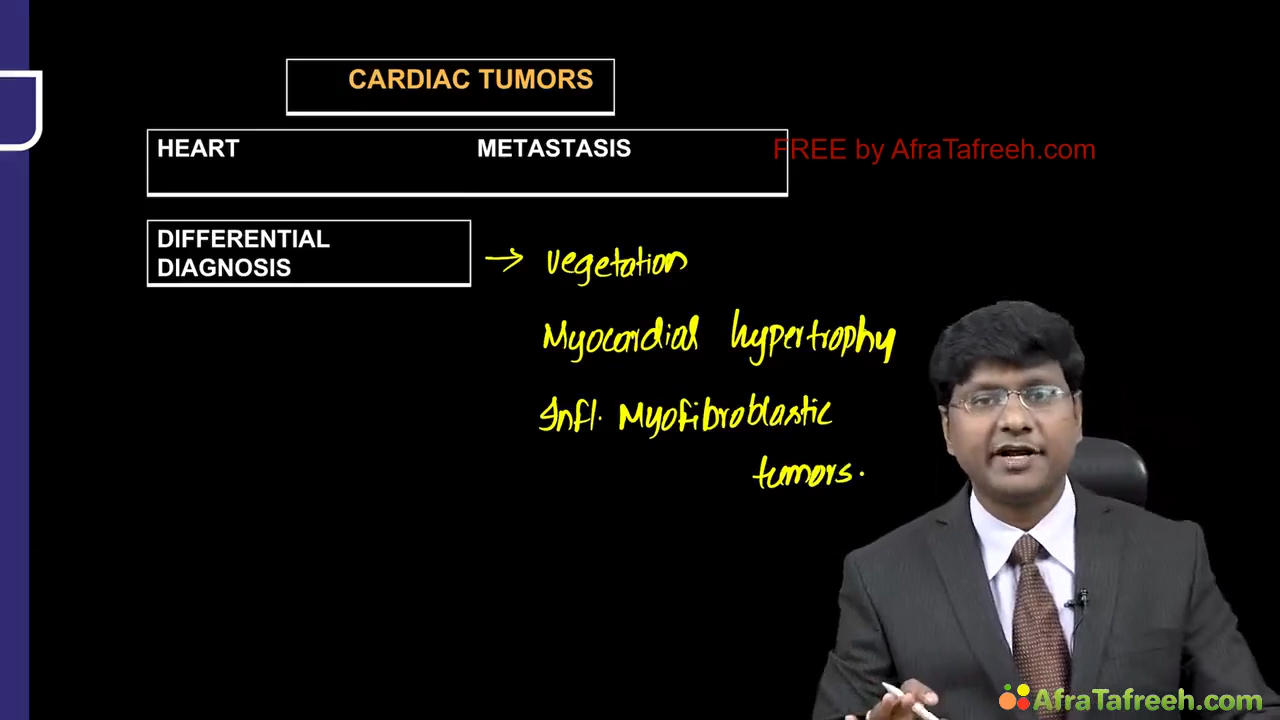 CARDIAC TUMORS
HEART METASTASIS
FREE by AfraTafreeh.com
DIFFERENTIAL
DIAGNOSIS
→ vegetation
Myocardial hypertrophy
Infl. Myofibroblastic
tumors.
AfraTafreeh.com